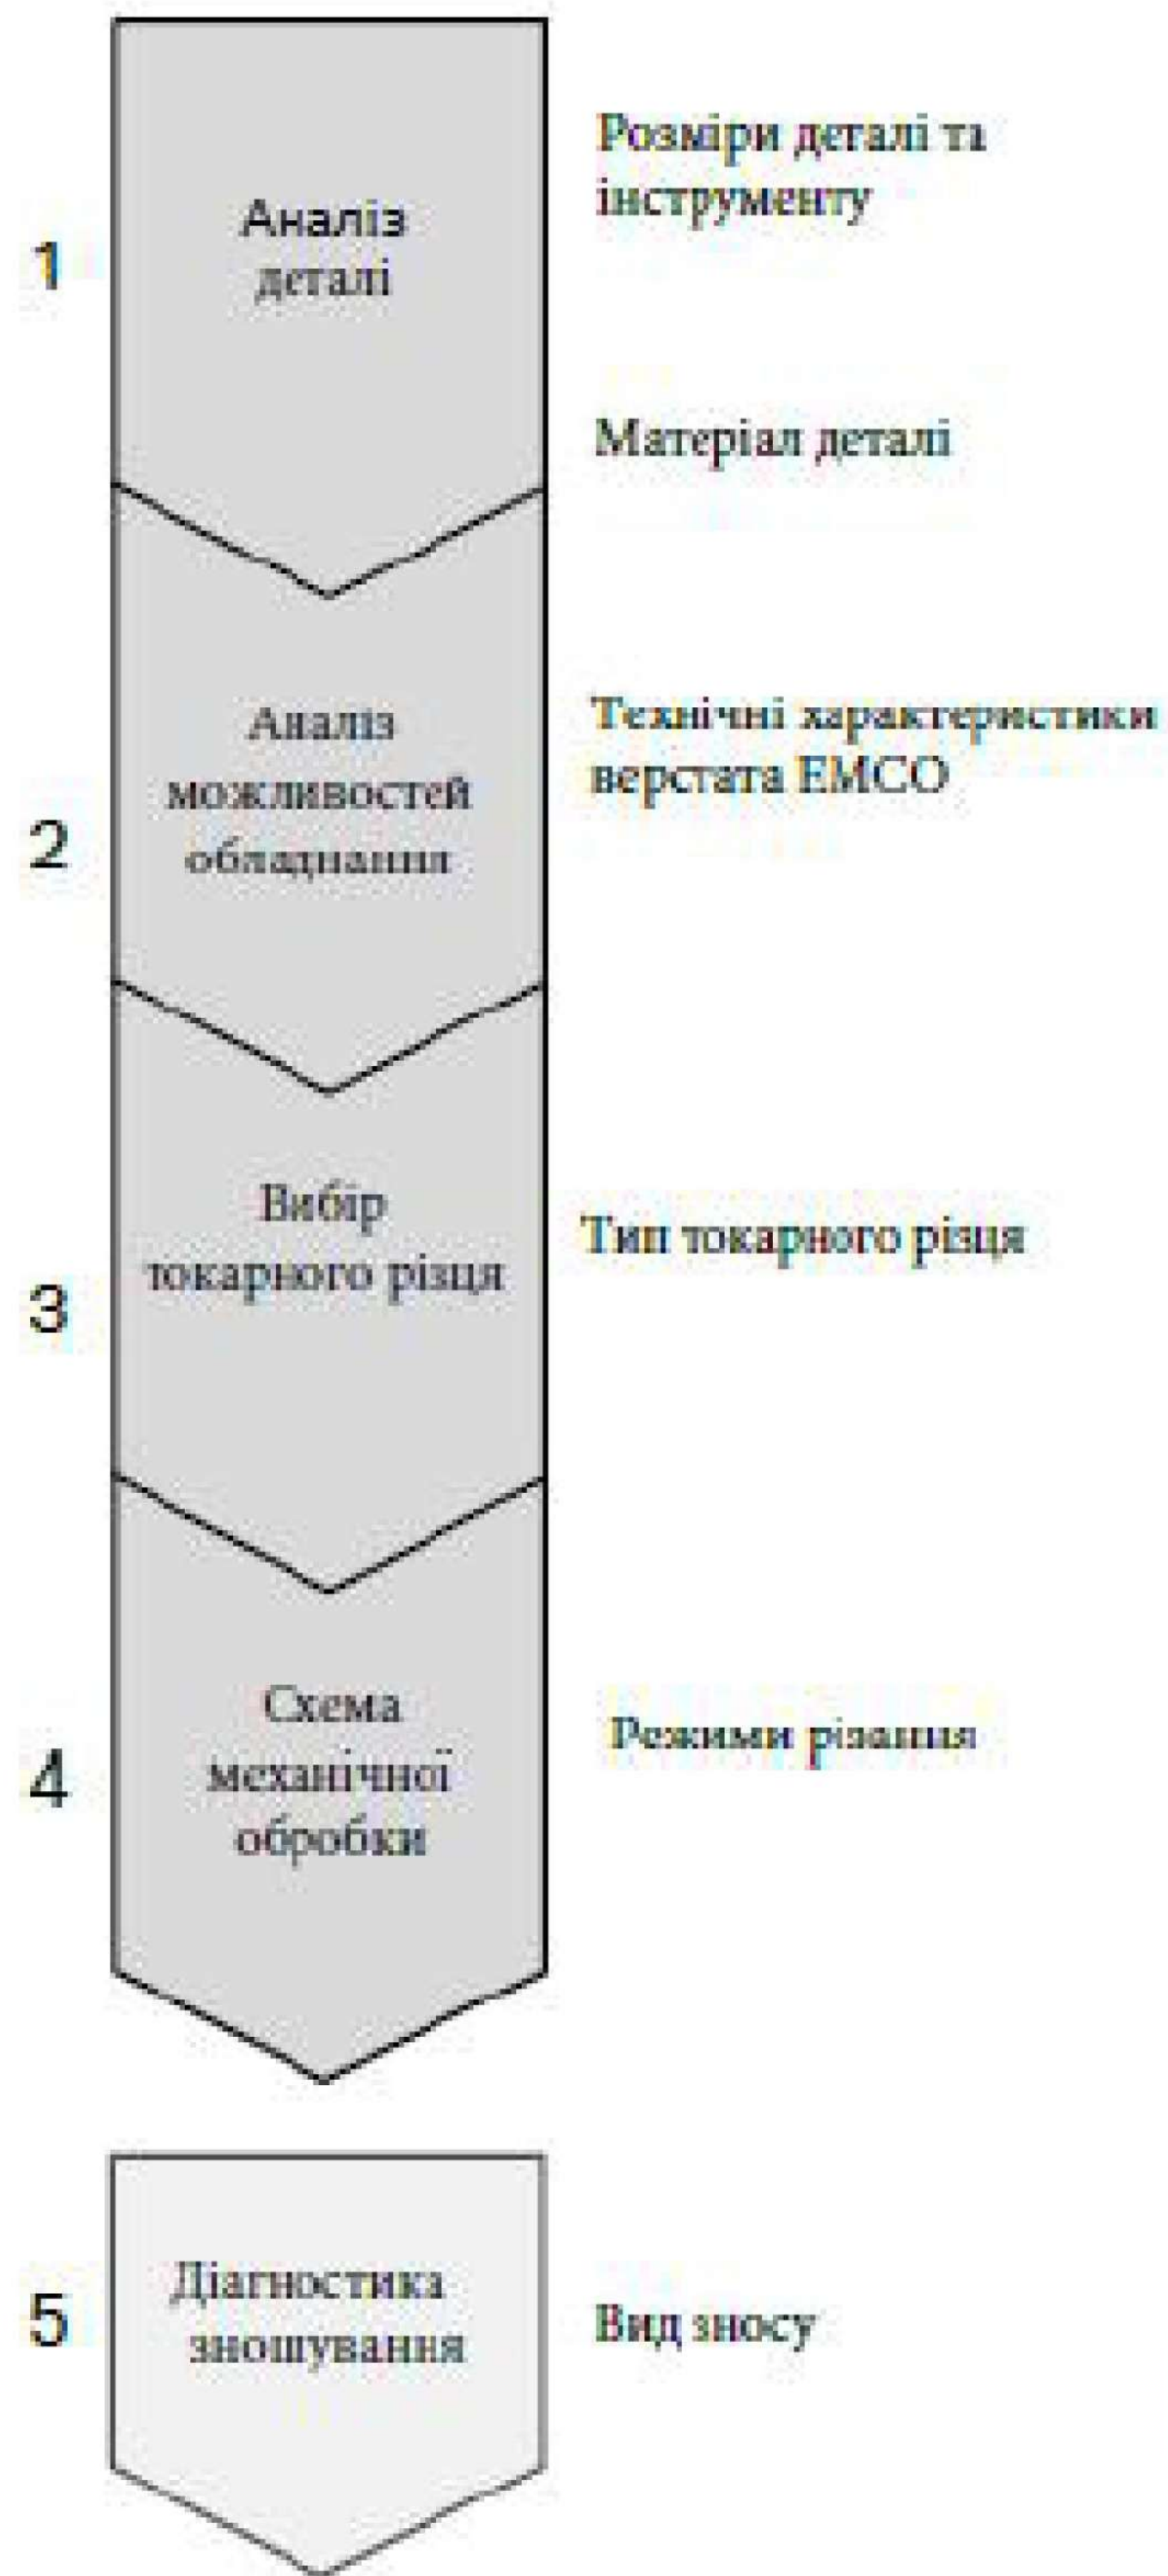 1
Аналіз
деталі
Розміри деталі та
інструменту
Матеріал деталі
2
Аналіз
можливостей
обладнання
Технічні характеристики
верстата EMCO
3
Вибір
токарного різця
Тип токарного різця
4
Схема
механічної
обробки
Режими різання
5
Діагностика
зношування
Вид зносу